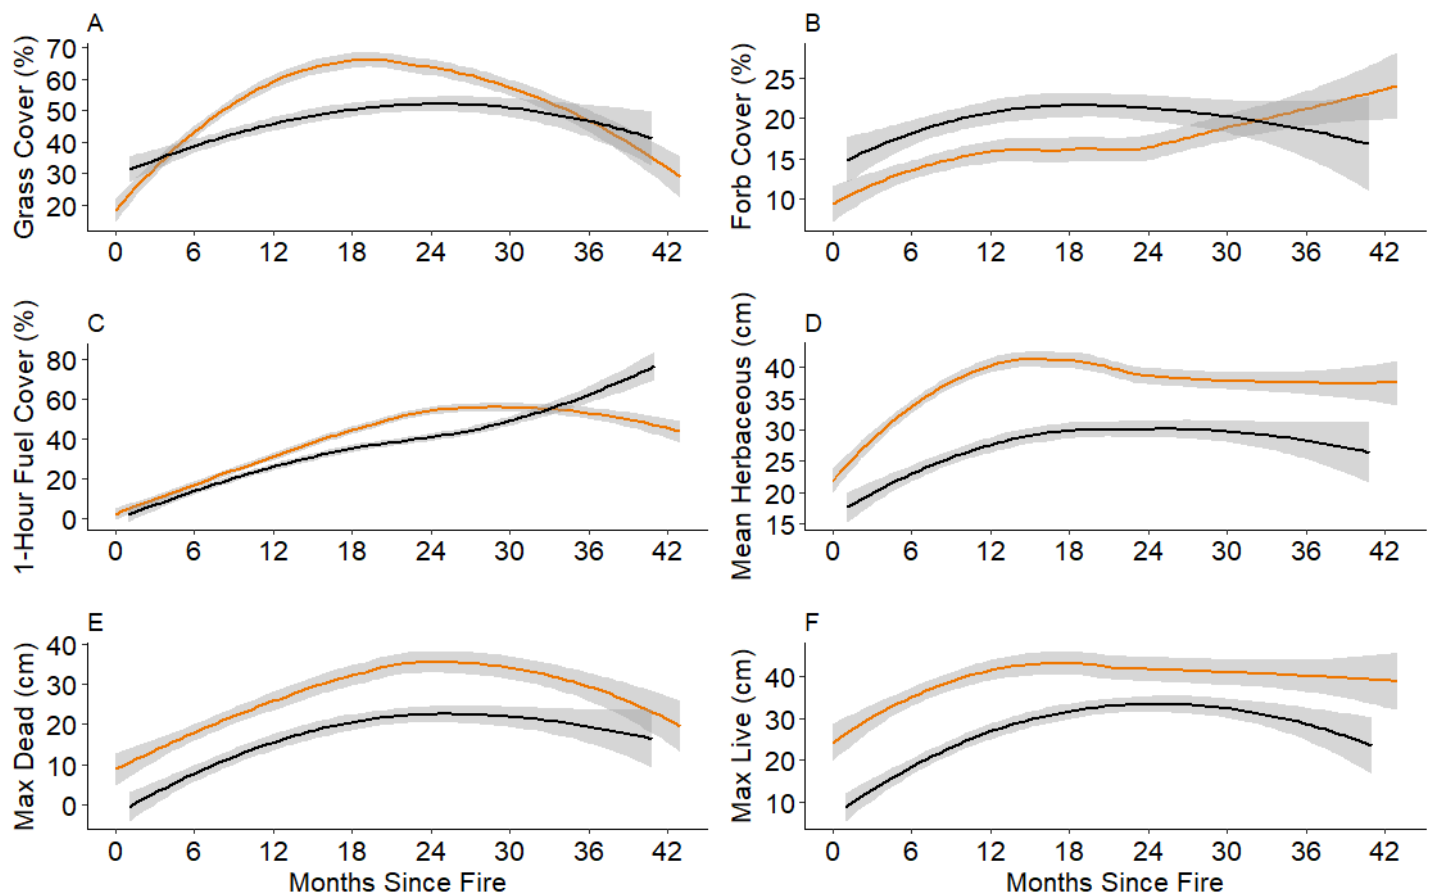 A
Grass Cover (%)
70
60
50
40
30
20
0 6 12 18 24 30 36 42
B
Forb Cover (%)
25
20
15
10
0 6 12 18 24 30 36 42
C
1-Hour Fuel Cover (%)
80
60
40
20
0
0 6 12 18 24 30 36 42
D
Mean Herbaceous (cm)
40
35
30
25
20
15
0 6 12 18 24 30 36 42
E
Max Dead (cm)
40
30
20
10
0
0 6 12 18 24 30 36 42
Months Since Fire
F
Max Live (cm)
40
30
20
10
0 6 12 18 24 30 36 42
Months Since Fire